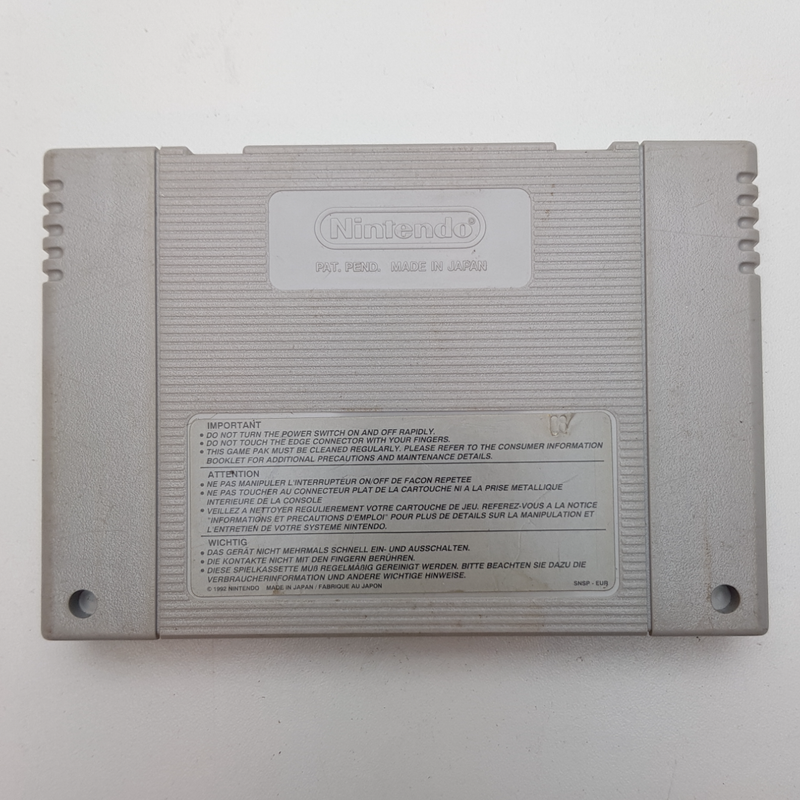 Nintendo®
PAT. PEND. MADE IN JAPAN
IMPORTANT
• DO NOT TURN THE POWER SWITCH ON AND OFF RAPIDLY.
• DO NOT TOUCH THE EDGE CONNECTOR WITH YOUR FINGERS.
• THIS GAME PAK MUST BE CLEANED REGULARLY. PLEASE REFER TO THE CONSUMER INFORMATION
BOOKLET FOR ADDITIONAL PRECAUTIONS AND MAINTENANCE DETAILS.
ATTENTION
• NE PAS MANIPULER L'INTERRUPTEUR ON/OFF DE FACON REPETEE
• NE PAS TOUCHER AU CONNECTEUR PLAT DE LA CARTOUCHE NI A LA PRISE METALLIQUE
INTERIEURE DE LA CONSOLE
• VEILLEZ A NETTOYER REGULIEREMENT VOTRE CARTOUCHE DE JEU. REFEREZ-VOUS A LA NOTICE
"INFORMATIONS ET PRECAUTIONS D'EMPLOI" POUR PLUS DE DETAILS SUR LA MANIPULATION ET
L'ENTRETIEN DE VOTRE SYSTEME NINTENDO.
WICHTIG
• DAS GERÄT NICHT MEHRMALS SCHNELL EIN- UND AUSSCHALTEN.
• DIE KONTAKTE NICHT MIT DEN FINGERN BERÜHREN.
• DIESE SPIELKASSETTE MUß REGELMÄßIG GEREINIGT WERDEN. BITTE BEACHTEN SIE DAZU DIE
VERBRAUCHERINFORMATION UND ANDERE WICHTIGE HINWEISE.
© 1992 NINTENDO MADE IN JAPAN / FABRIQUE AU JAPON SNSP - EUR